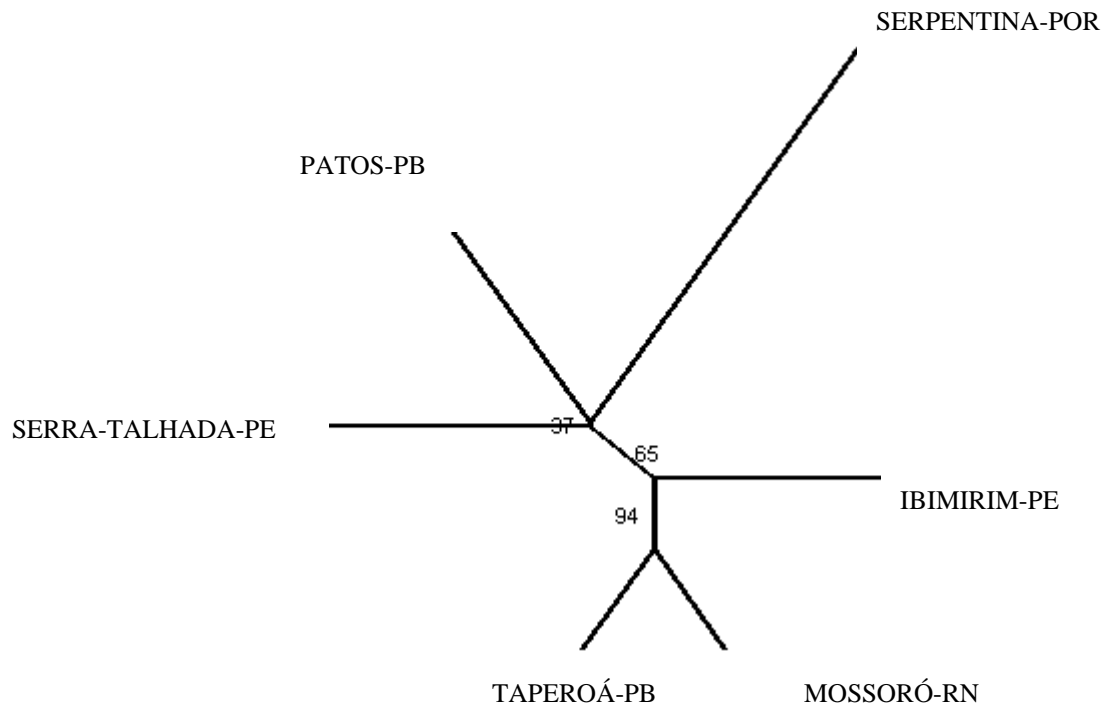 SERPENTINA-POR
PATOS-PB
SERRA-TALHADA-PE
37
65
IBIMIRIM-PE
94
TAPEROÁ-PB
MOSSORÓ-RN